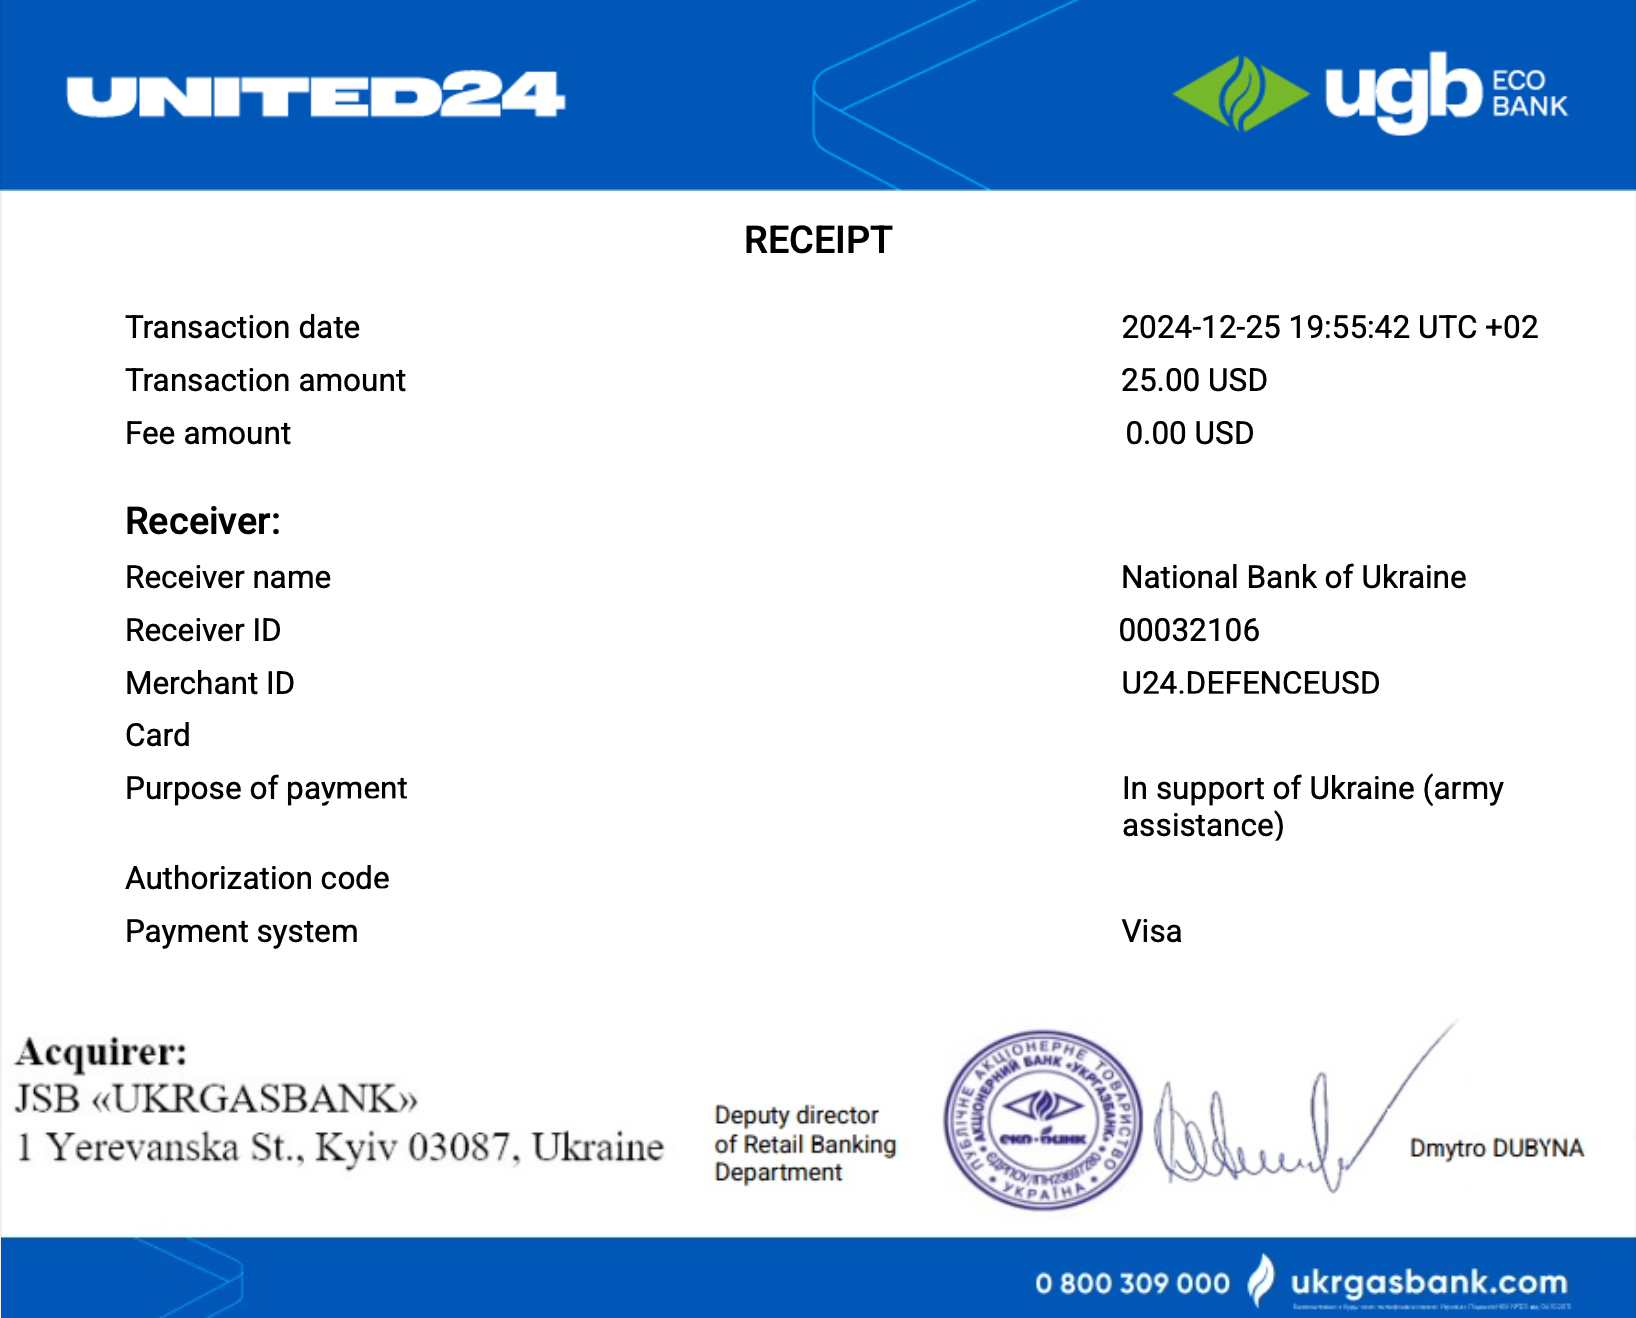 UNITED24
ugb ECO BANK
RECEIPT
Transaction date 2024-12-25 19:55:42 UTC +02
Transaction amount 25.00 USD
Fee amount 0.00 USD
Receiver:
Receiver name National Bank of Ukraine
Receiver ID 00032106
Merchant ID U24.DEFENCEUSD
Card
Purpose of payment In support of Ukraine (army
assistance)
Authorization code
Payment system Visa
Acquirer:
JSB «UKRGASBANK»
1 Yerevanska St., Kyiv 03087, Ukraine
Deputy director
of Retail Banking
Department
ПУБЛІЧНЕ АКЦІОНЕРНЕ ТОВАРИСТВО
АКЦІОНЕРНИЙ БАНК «УКРГАЗБАНК»
еко-банк
УКРАЇНА
Dmytro DUBYNA
0 800 309 000 ukrgasbank.com